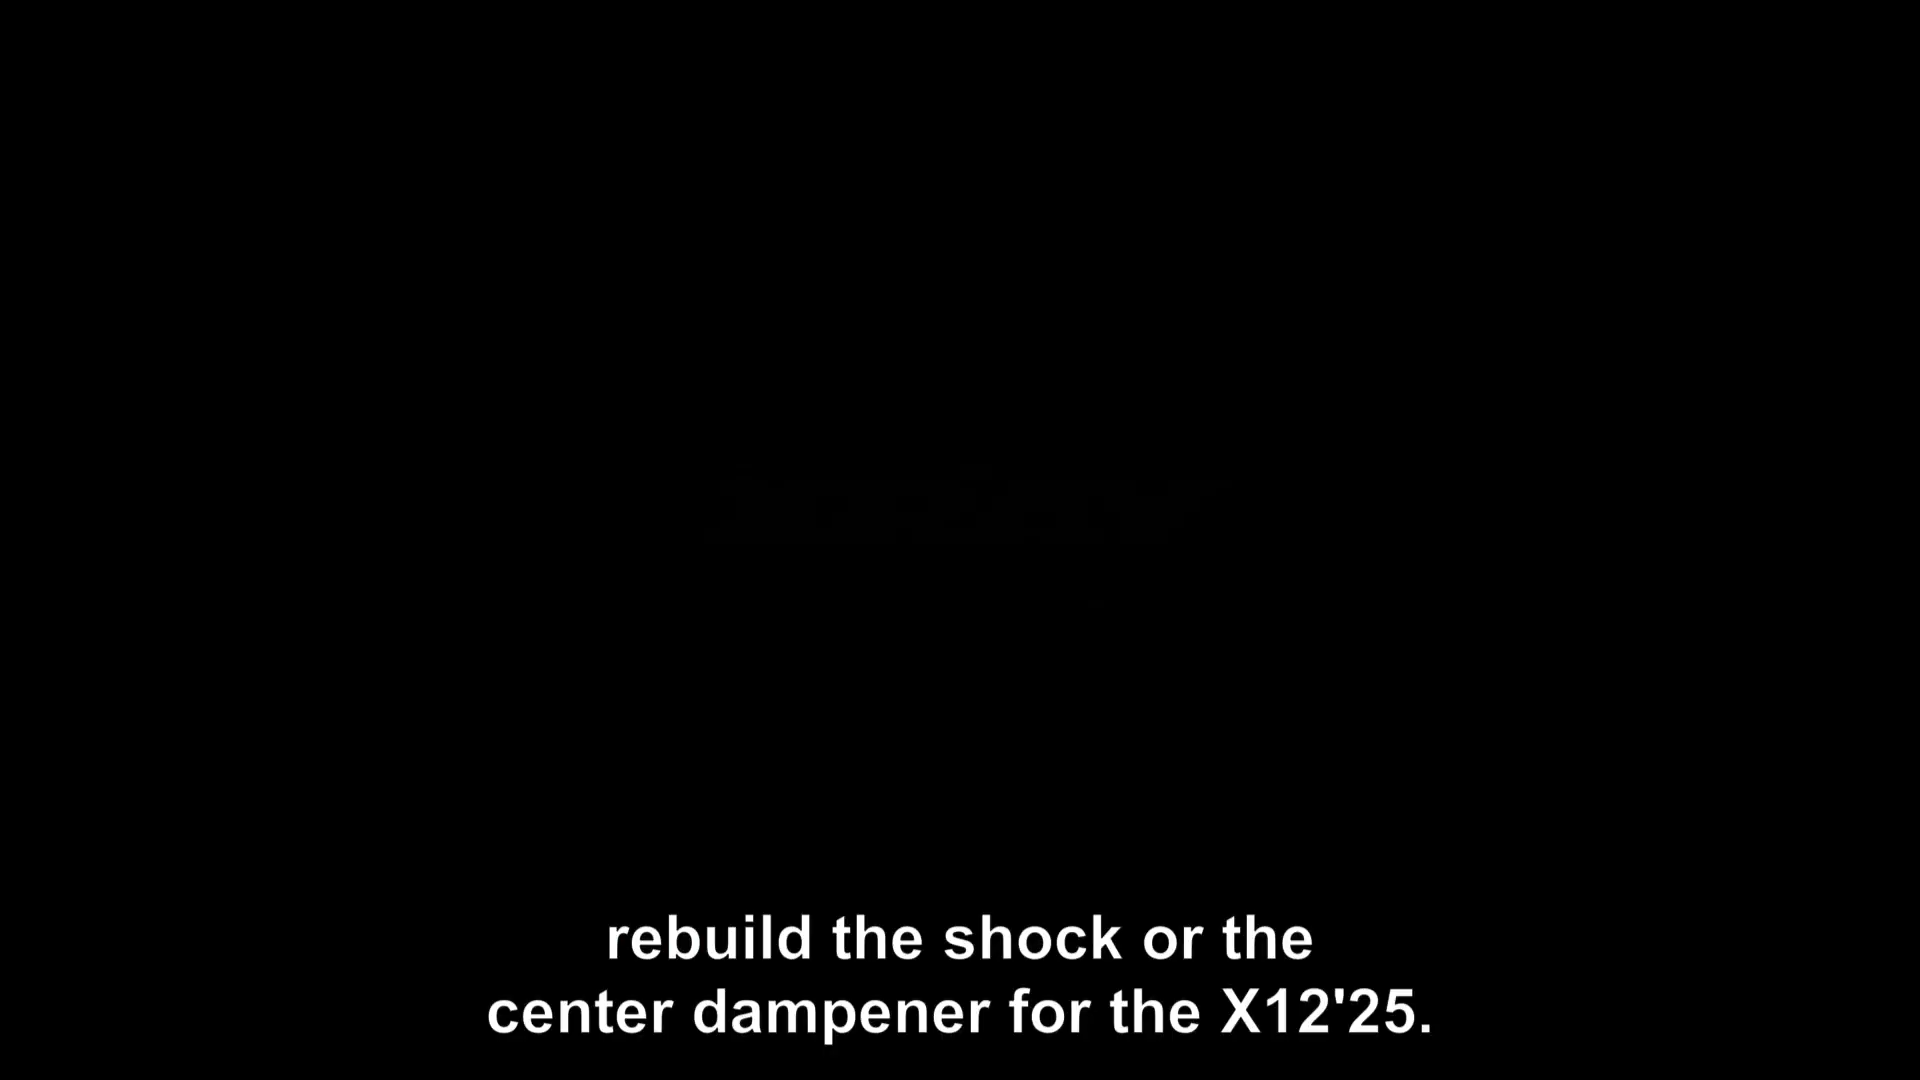 rebuild the shock or the
center dampener for the X12'25.